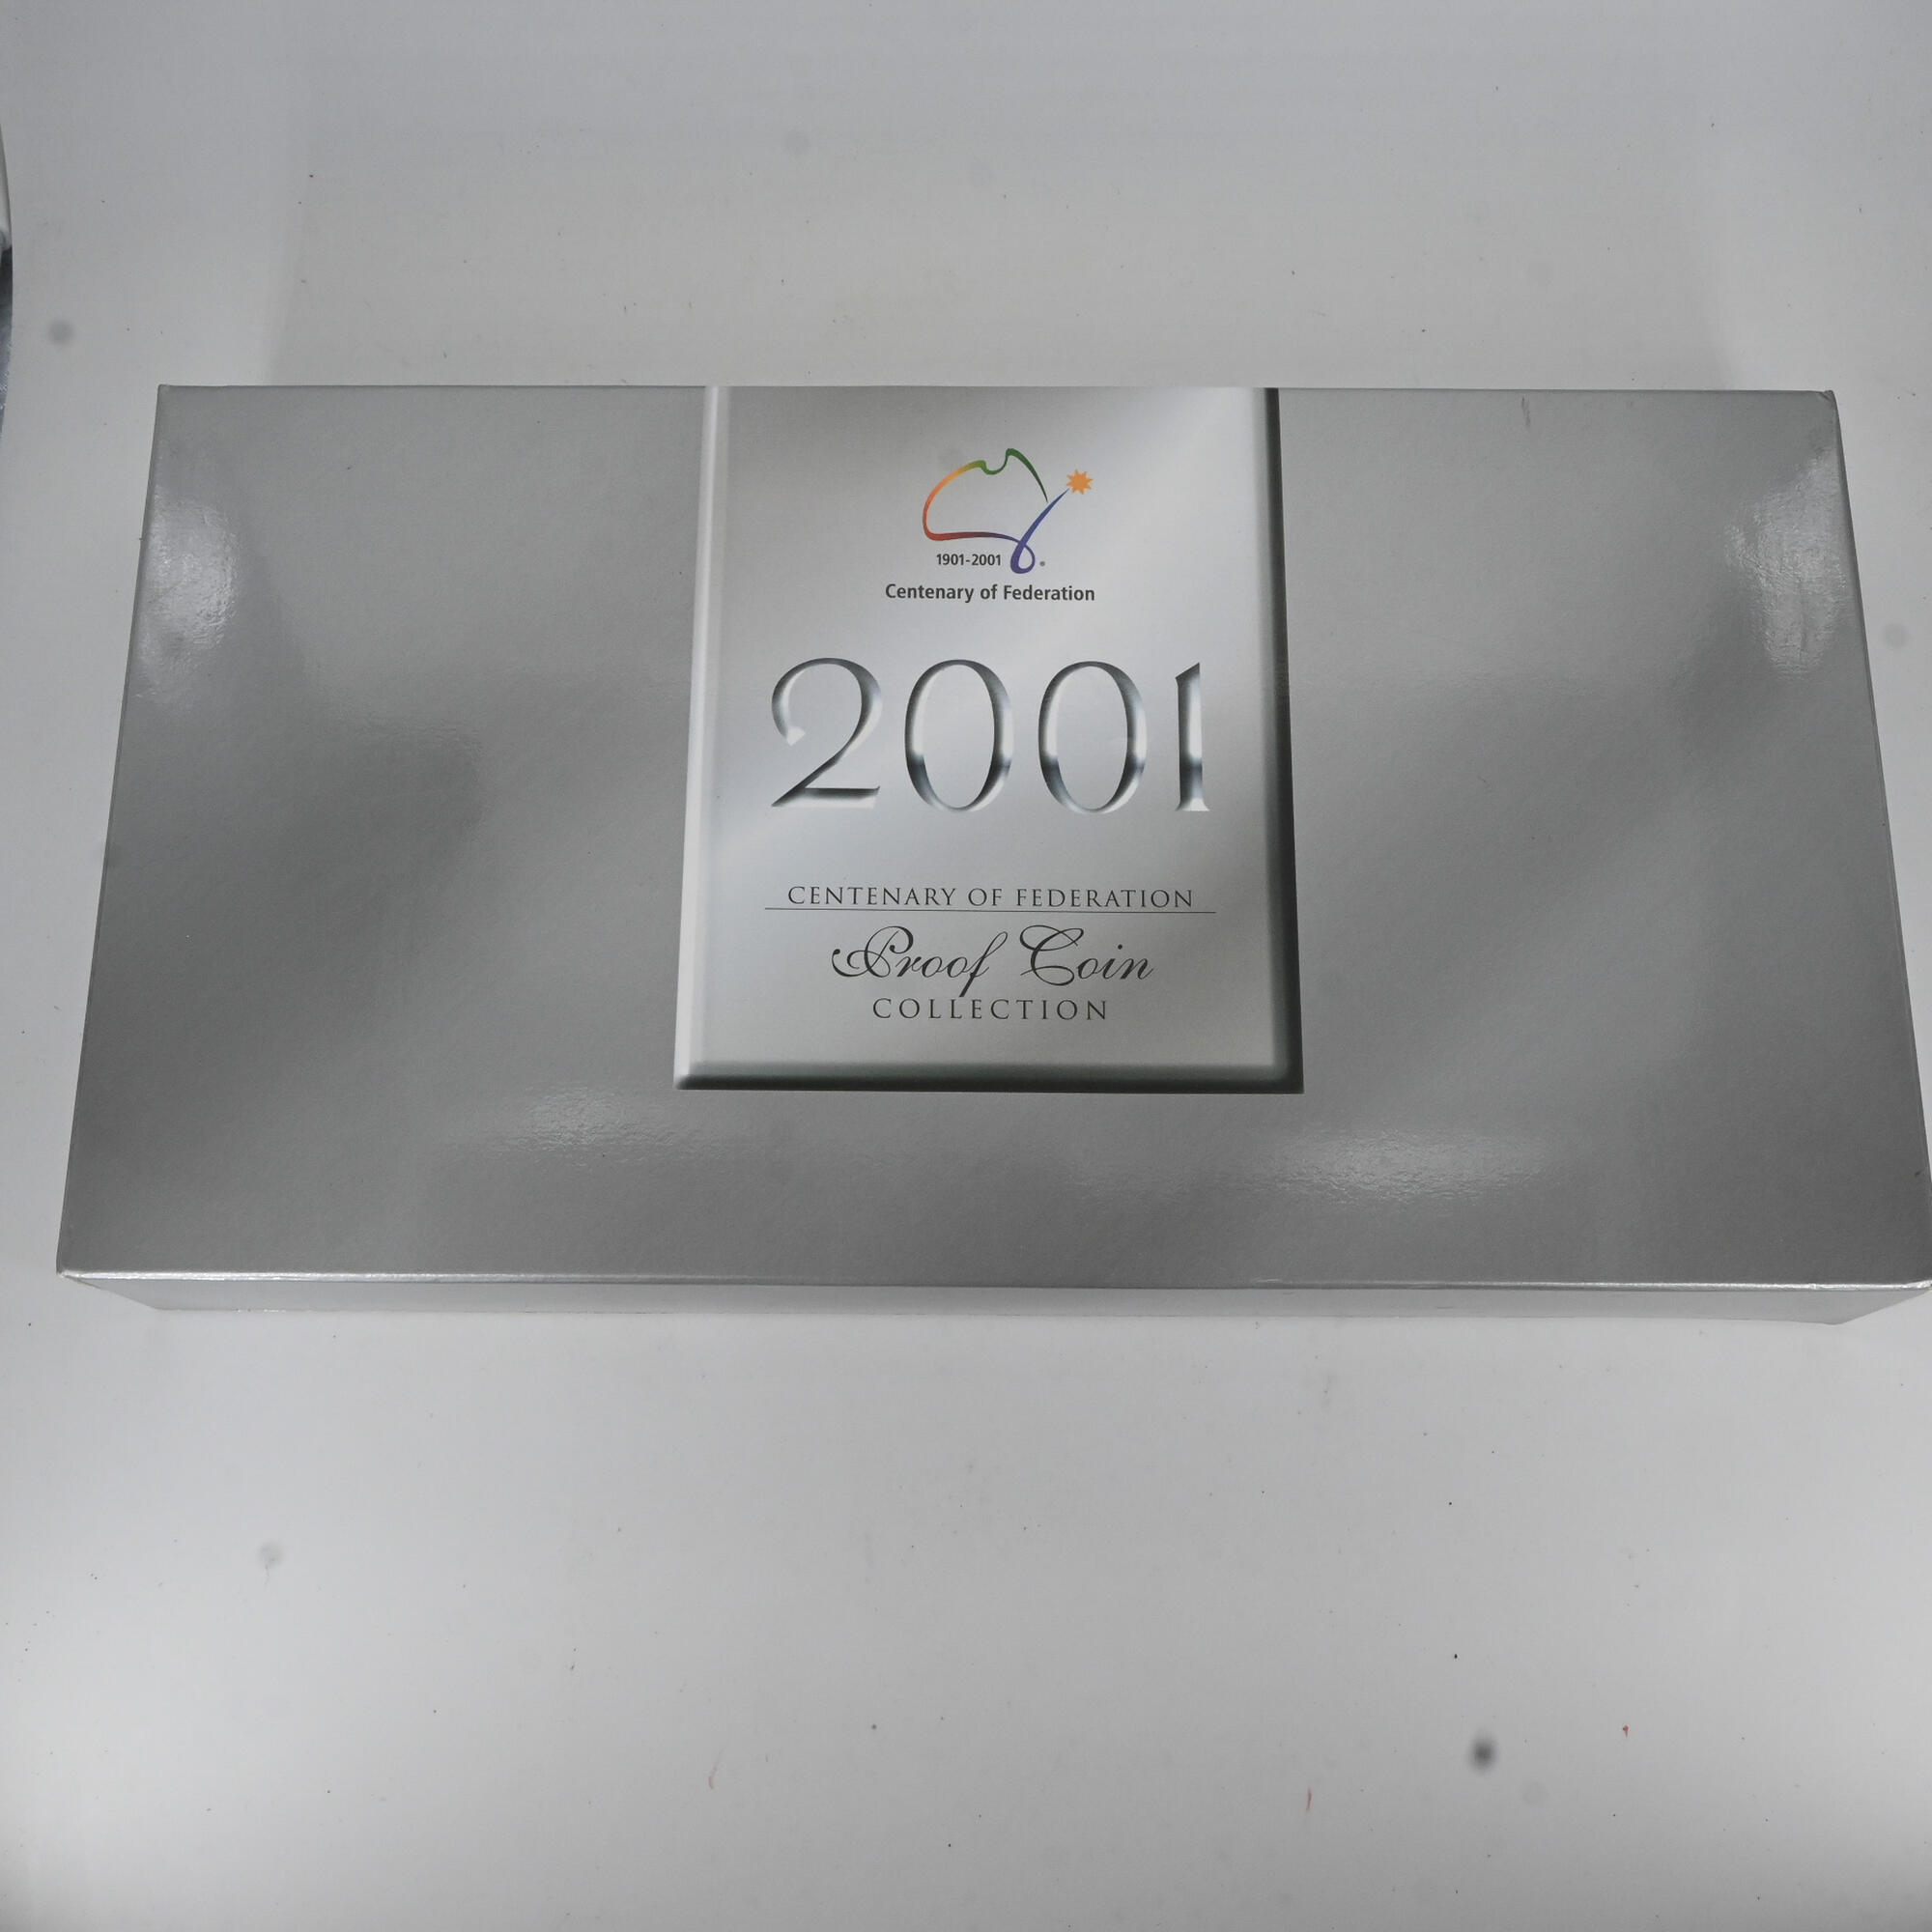 1901-2001
Centenary of Federation
2001
CENTENARY OF FEDERATION
Proof Coin
COLLECTION